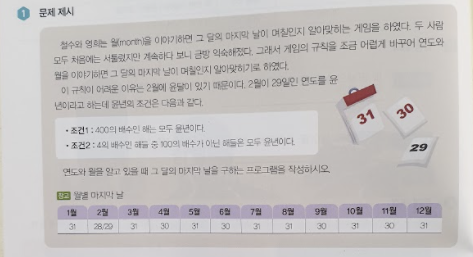 1 문제 제시
철수와 영희는 월(month)을 이야기하면 그 달의 마지막 날이 며칠인지 알아맞히는 게임을 하였다. 두 사람
모두 처음에는 서툴렀지만 계속하다 보니 금방 익숙해졌다. 그래서 게임의 규칙을 조금 어렵게 바꾸어 연도와
월을 이야기하면 그 달의 마지막 날이 며칠인지 알아맞히기로 하였다.
이 규칙이 어려운 이유는 2월에 윤달이 있기 때문이다. 2월이 29일인 연도를 윤
년이라고 하는데 윤년의 조건은 다음과 같다.
• 조건1 : 400의 배수인 해는 모두 윤년이다.
• 조건2 : 4의 배수인 해들 중 100의 배수가 아닌 해들은 모두 윤년이다.
31
30
29
연도와 월을 알고 있을 때 그 달의 마지막 날을 구하는 프로그램을 작성하시오.
참고 월별 마지막 날
1월 2월 3월 4월 5월 6월 7월 8월 9월 10월 11월 12월
31 28/29 31 30 31 30 31 31 30 31 30 31